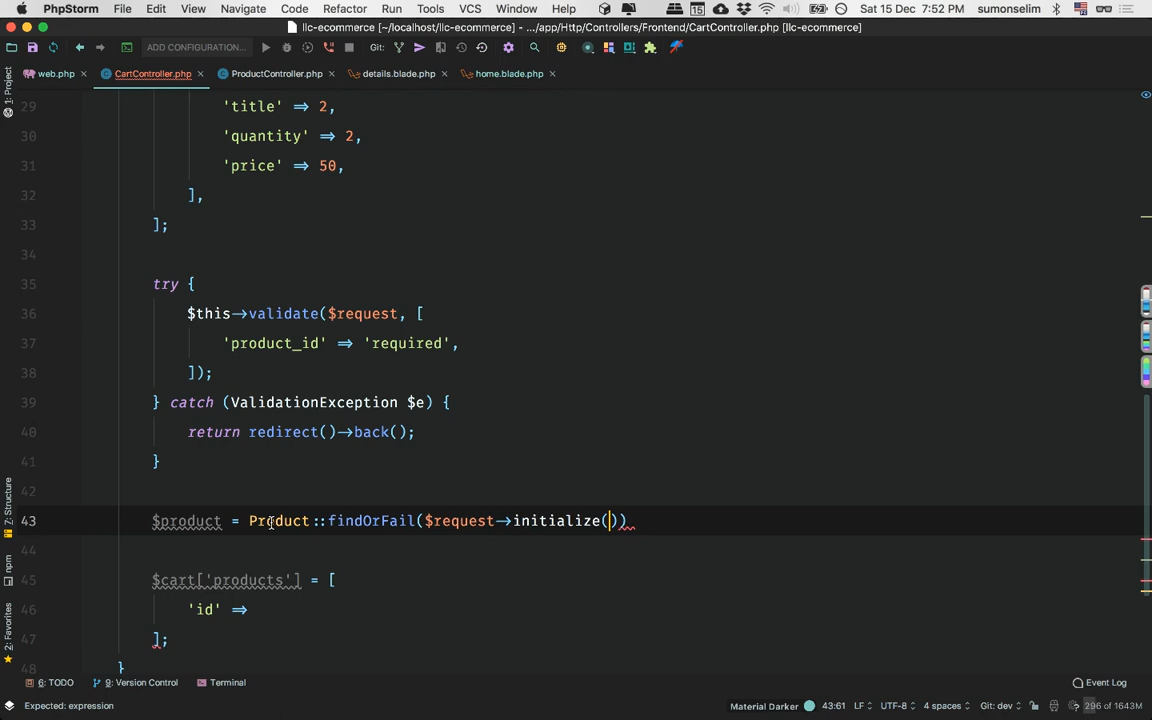 PhpStorm File Edit View Navigate Code Refactor Run Tools VCS Window Help 15 Sat 15 Dec 7:52 PM sumonselim
llc-ecommerce [~/localhost/llc-ecommerce] - .../app/Http/Controllers/Frontend/CartController.php [llc-ecommerce]
ADD CONFIGURATION... Git:
web.php CartController.php ProductController.php details.blade.php home.blade.php
1: Project
29 'title' => 2,
30 'quantity' => 2,
31 'price' => 50,
32 ],
33 ];
34
35 try {
36 $this->validate($request, [
37 'product_id' => 'required',
38 ]);
39 } catch (ValidationException $e) {
40 return redirect()->back();
41 }
42
43 $product = Product::findOrFail($request->initialize())
44
45 $cart['products'] = [
46 'id' =>
47 ];
48 }
7: Structure
npm
2: Favorites
6: TODO 9: Version Control Terminal Event Log
Expected: expression Material Darker 43:61 LF UTF-8 4 spaces Git: dev 296 of 1643M